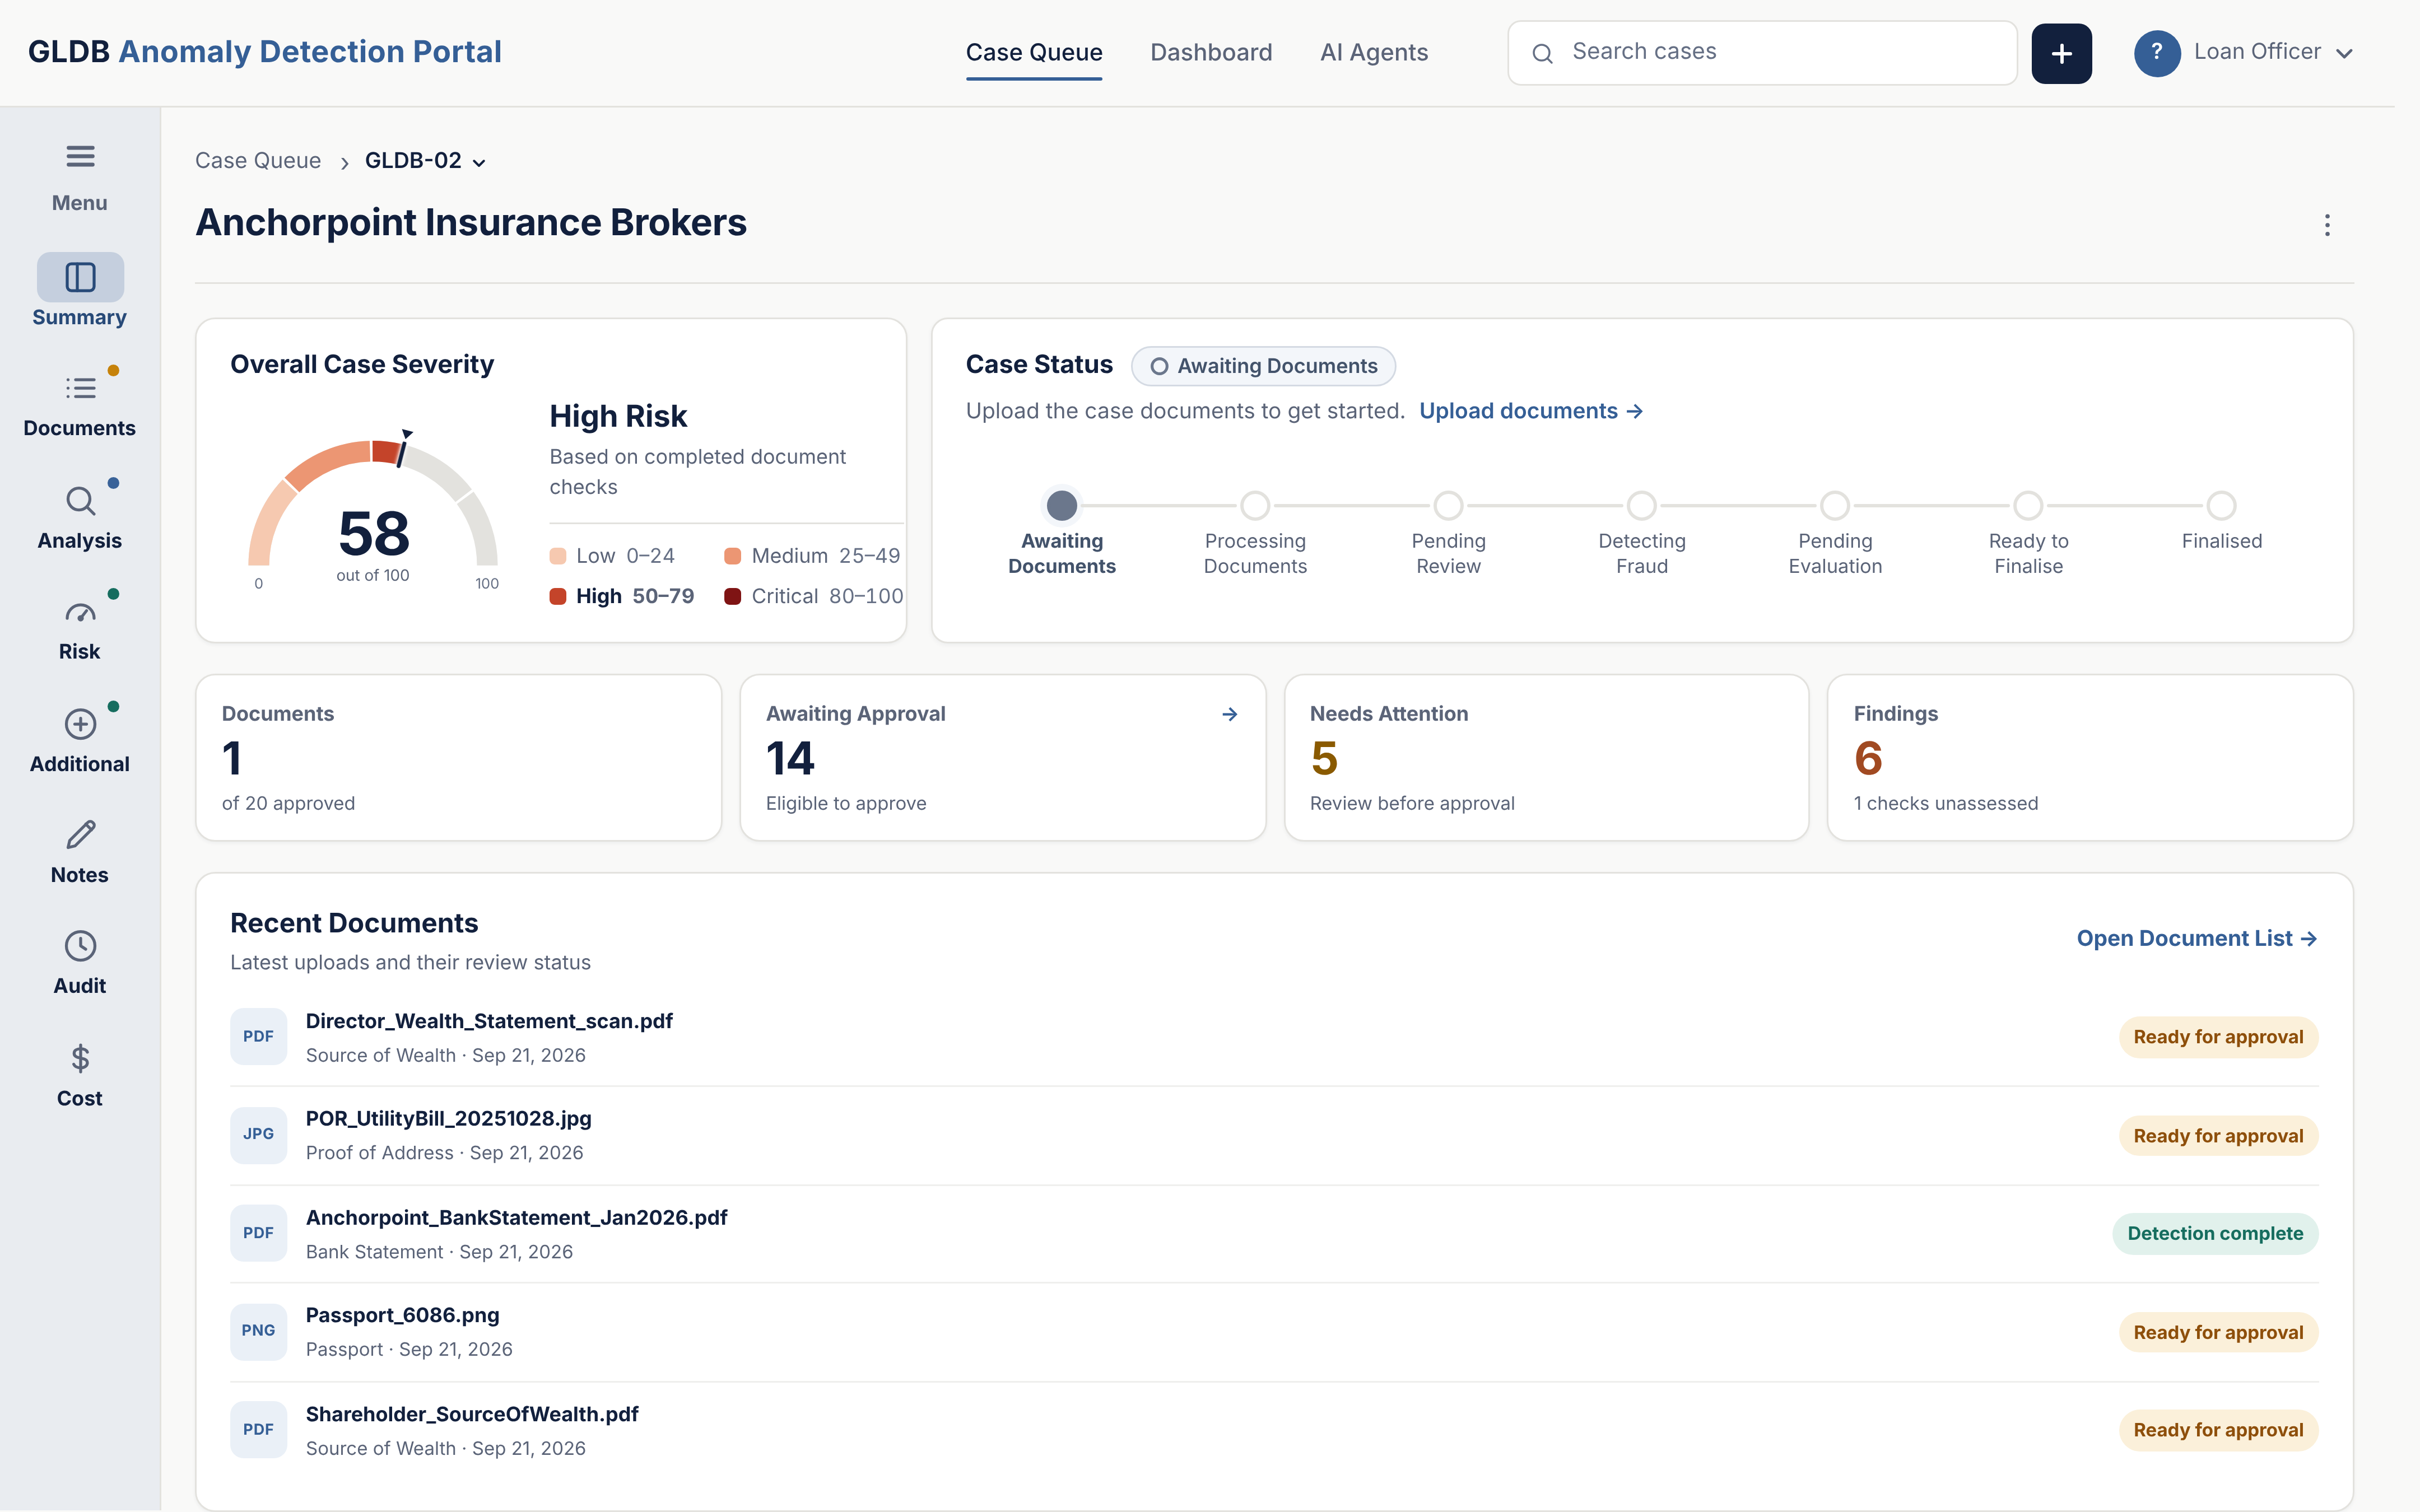 GLDB Anomaly Detection Portal
Case Queue
Dashboard
AI Agents
Search cases
+
?
Loan Officer
Menu
Summary
Documents
Analysis
Risk
Additional
Notes
Audit
$
Cost
Case Queue › GLDB-02
Anchorpoint Insurance Brokers
Overall Case Severity
58
out of 100
0
100
High Risk
Based on completed document
checks
Low 0–24
Medium 25–49
High 50–79
Critical 80–100
Case Status
Awaiting Documents
Upload the case documents to get started. Upload documents →
Awaiting
Documents
Processing
Documents
Pending
Review
Detecting
Fraud
Pending
Evaluation
Ready to
Finalise
Finalised
Documents
1
of 20 approved
Awaiting Approval →
14
Eligible to approve
Needs Attention
5
Review before approval
Findings
6
1 checks unassessed
Recent Documents
Latest uploads and their review status
Open Document List →
PDF
Director_Wealth_Statement_scan.pdf
Source of Wealth · Sep 21, 2026
Ready for approval
JPG
POR_UtilityBill_20251028.jpg
Proof of Address · Sep 21, 2026
Ready for approval
PDF
Anchorpoint_BankStatement_Jan2026.pdf
Bank Statement · Sep 21, 2026
Detection complete
PNG
Passport_6086.png
Passport · Sep 21, 2026
Ready for approval
PDF
Shareholder_SourceOfWealth.pdf
Source of Wealth · Sep 21, 2026
Ready for approval